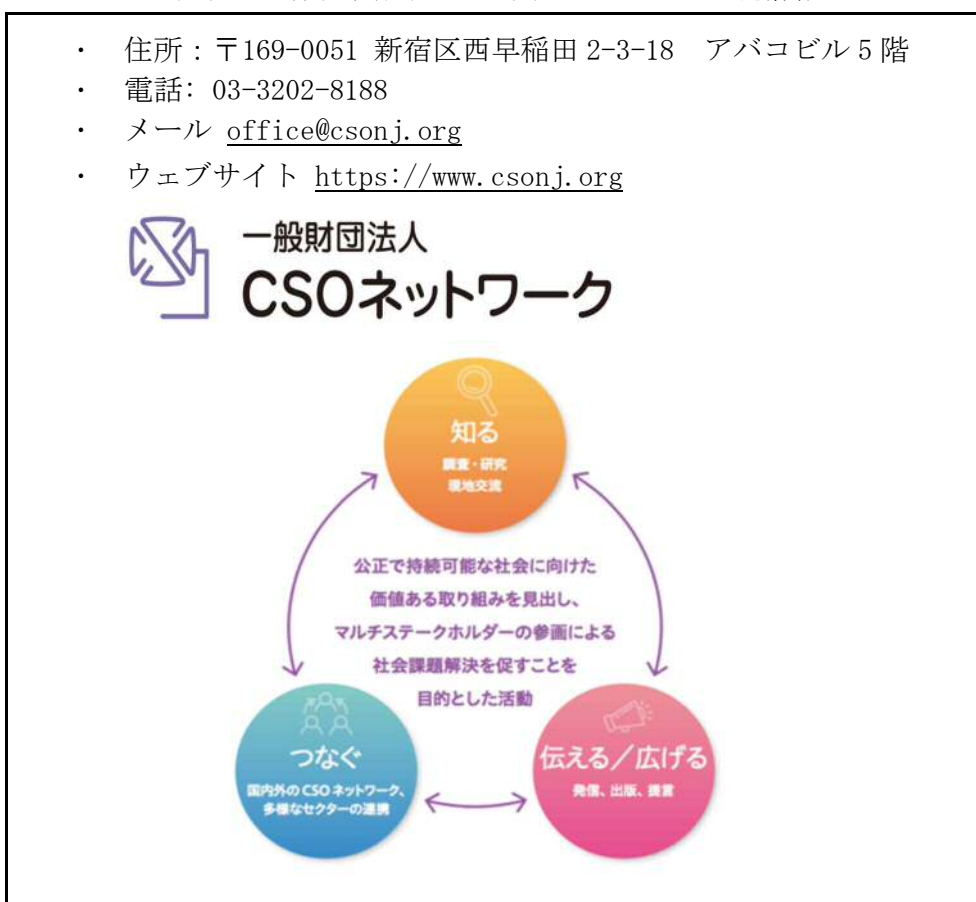 ・ 住所：〒169-0051 新宿区西早稲田 2-3-18　アバコビル 5 階
・ 電話: 03-3202-8188
・ メール office@csonj.org
・ ウェブサイト https://www.csonj.org
一般財団法人
CSOネットワーク
知る
調査・研究
現地交流
公正で持続可能な社会に向けた
価値ある取り組みを見出し、
マルチステークホルダーの参画による
社会課題解決を促すことを
目的とした活動
つなぐ
国内外の CSO ネットワーク、
多様なセクターの連携
伝える／広げる
発信、出版、提言